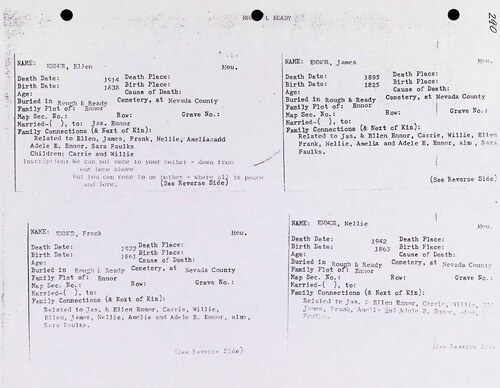 ROUGH & READY
290
NAME: ENNOR, Ellen Mou.
Death Date: 1914 Death Place:
Birth Date: 1838 Birth Place:
Age: Cause of Death:
Buried in Rough & Ready Cemetery, at Nevada County
Family Plot of: Ennor
Map Sec. No.: Row: Grave No.:
Married-( ), to: Jas. Ennor
Family Connections (& Next of Kin):
Related to Ellen, James, Frank, Nellie, Amelia and
Adele E. Ennor, Sara Faulks
Children: Carrie and Willie
Inscription: We can not come to your mother - down from
our home above
but you can come to us mother - where all is peace
and love. (See Reverse Side)
NAME: ENNOR, James Mou.
Death Date: 1895 Death Place:
Birth Date: 1825 Birth Place:
Age: Cause of Death:
Buried in Rough & Ready Cemetery, at Nevada County
Family Plot of: Ennor
Map Sec. No.: Row: Grave No.:
Married-( ), to:
Family Connections (& Next of Kin):
Related to Jas. & Ellen Ennor, Carrie, Willie, Ellen
Frank, Nellie, Amelia and Adele E. Ennor, also, Sara
Faulks.
(See Reverse Side)
NAME: ENNOR, Frank Mou.
Death Date: 1922 Death Place:
Birth Date: 1861 Birth Place:
Age: Cause of Death:
Buried in Rough & Ready Cemetery, at Nevada County
Family Plot of: Ennor
Map Sec. No.: Row: Grave No.:
Married-( ), to:
Family Connections (& Next of Kin):
Related to Jas. & Ellen Ennor, Carrie, Willie,
Ellen, James, Nellie, Amelia and Adele E. Ennor, also,
Sara Faulks.
(See Reverse Side)
NAME: ENNOR, Nellie Mou.
Death Date: 1942 Death Place:
Birth Date: 1863 Birth Place:
Age: Cause of Death:
Buried in Rough & Ready Cemetery, at Nevada County
Family Plot of: Ennor
Map Sec. No.: Row: Grave No.:
Married-( ), to:
Family Connections (& Next of Kin):
Related to Jas. & Ellen Ennor, Carrie, Willie,
James, Frank, Amelia and Adele E. Ennor, also,
Faulks.
(See Reverse Side)